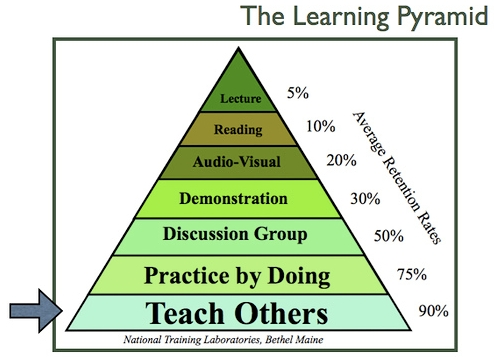 The Learning Pyramid
Lecture 5%
Reading 10%
Audio-Visual 20%
Demonstration 30%
Discussion Group 50%
Practice by Doing 75%
Teach Others 90%
Average Retention Rates
National Training Laboratories, Bethel Maine